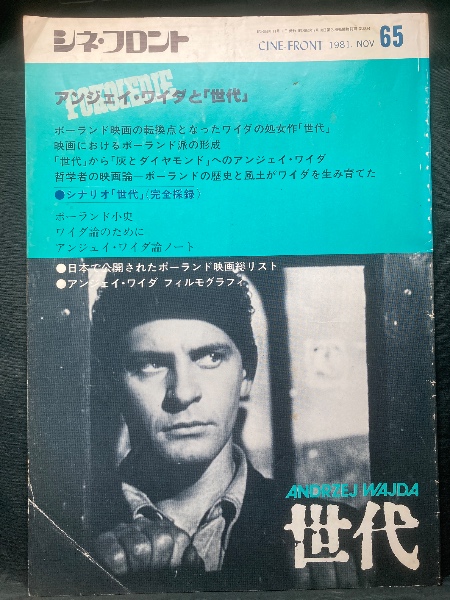 シネ・フロント
CINE-FRONT 1981. NOV 65
POKOLENIE
アンジェイ・ワイダと「世代」
ポーランド映画の転換点となったワイダの処女作「世代」
映画におけるポーランド派の形成
「世代」から「灰とダイヤモンド」へのアンジェイ・ワイダ
哲学者の映画論―ポーランドの歴史と風土がワイダを生み育てた
●シナリオ「世代」〈完全採録〉
ポーランド小史
ワイダ論のために
アンジェイ・ワイダ論ノート
●日本で公開されたポーランド映画総リスト
●アンジェイ・ワイダ フィルモグラフィ
ANDRZEJ WAJDA
世代